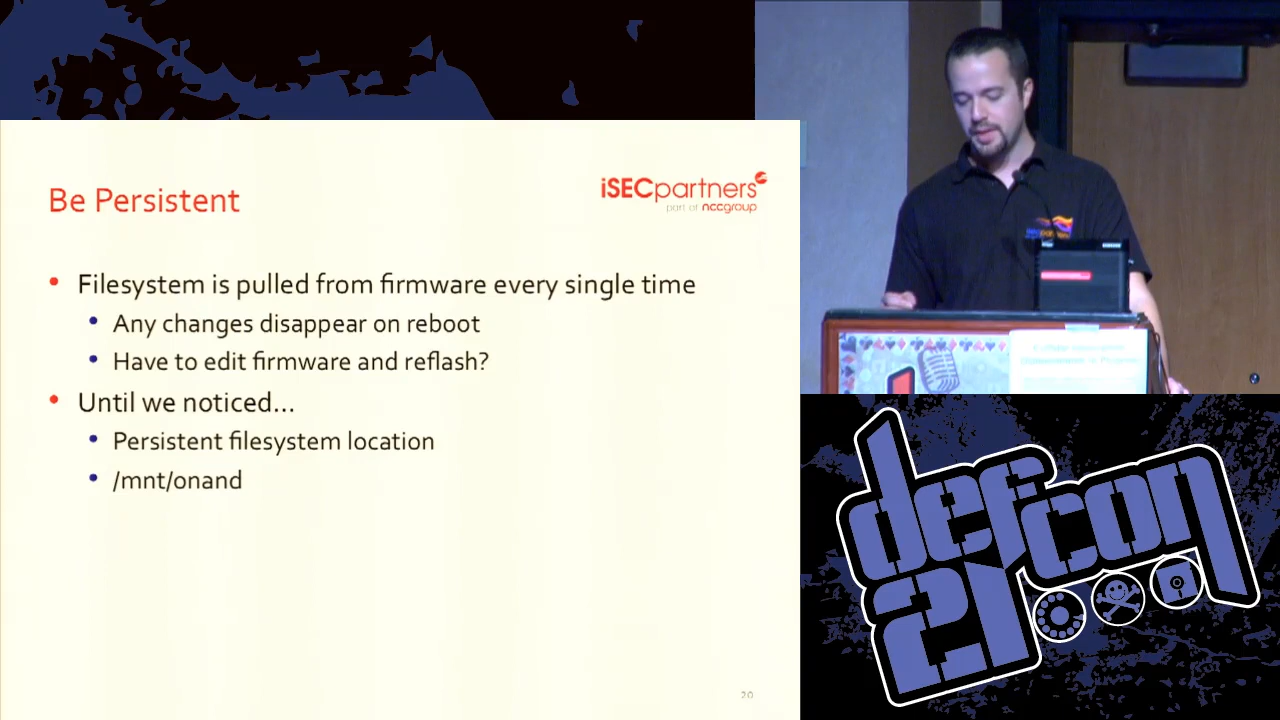 Be Persistent
iSECpartners
part of nccgroup
• Filesystem is pulled from firmware every single time
• Any changes disappear on reboot
• Have to edit firmware and reflash?
• Until we noticed...
• Persistent filesystem location
• /mnt/onand
20
defcon
21